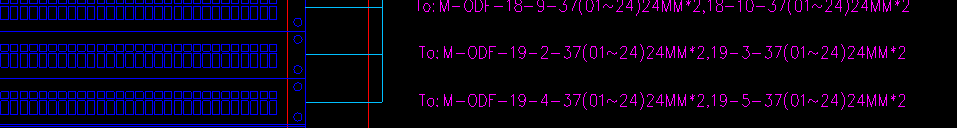 To: M-ODF-18-9-37(01~24)24MM*2,18-10-37(01~24)24MM*2
To: M-ODF-19-2-37(01~24)24MM*2,19-3-37(01~24)24MM*2
To: M-ODF-19-4-37(01~24)24MM*2,19-5-37(01~24)24MM*2